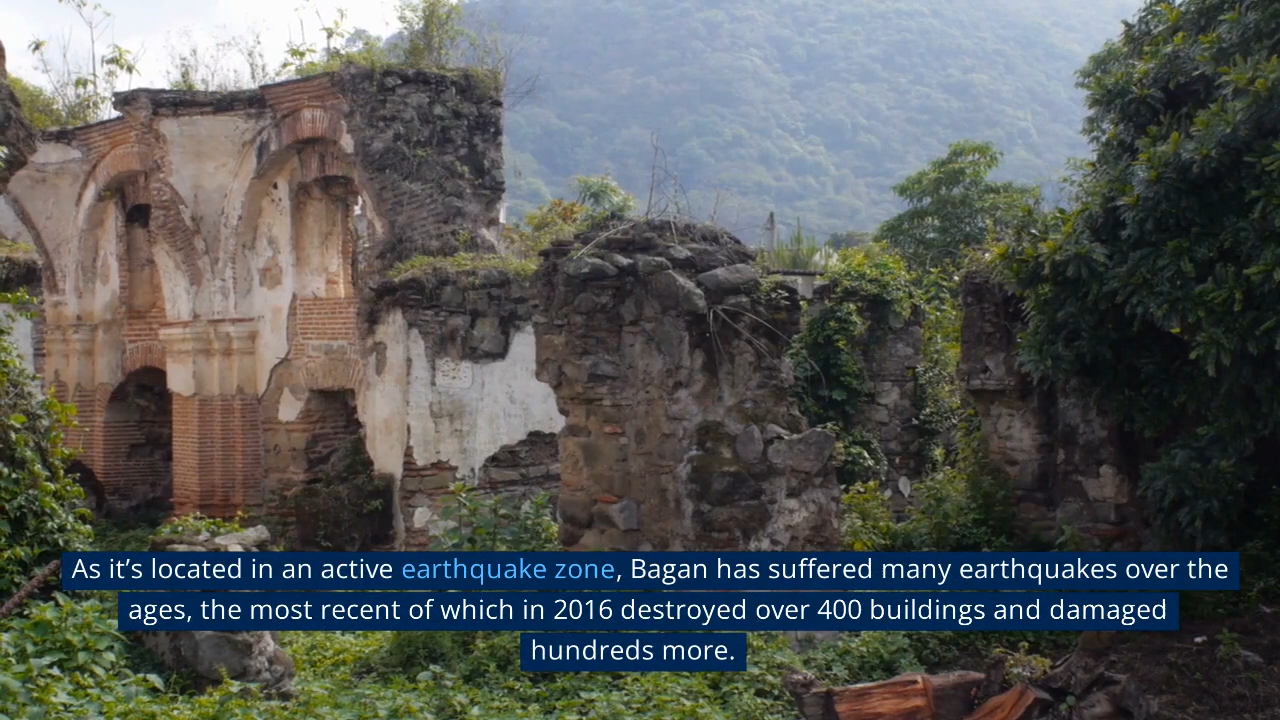 As it’s located in an active earthquake zone, Bagan has suffered many earthquakes over the
ages, the most recent of which in 2016 destroyed over 400 buildings and damaged
hundreds more.